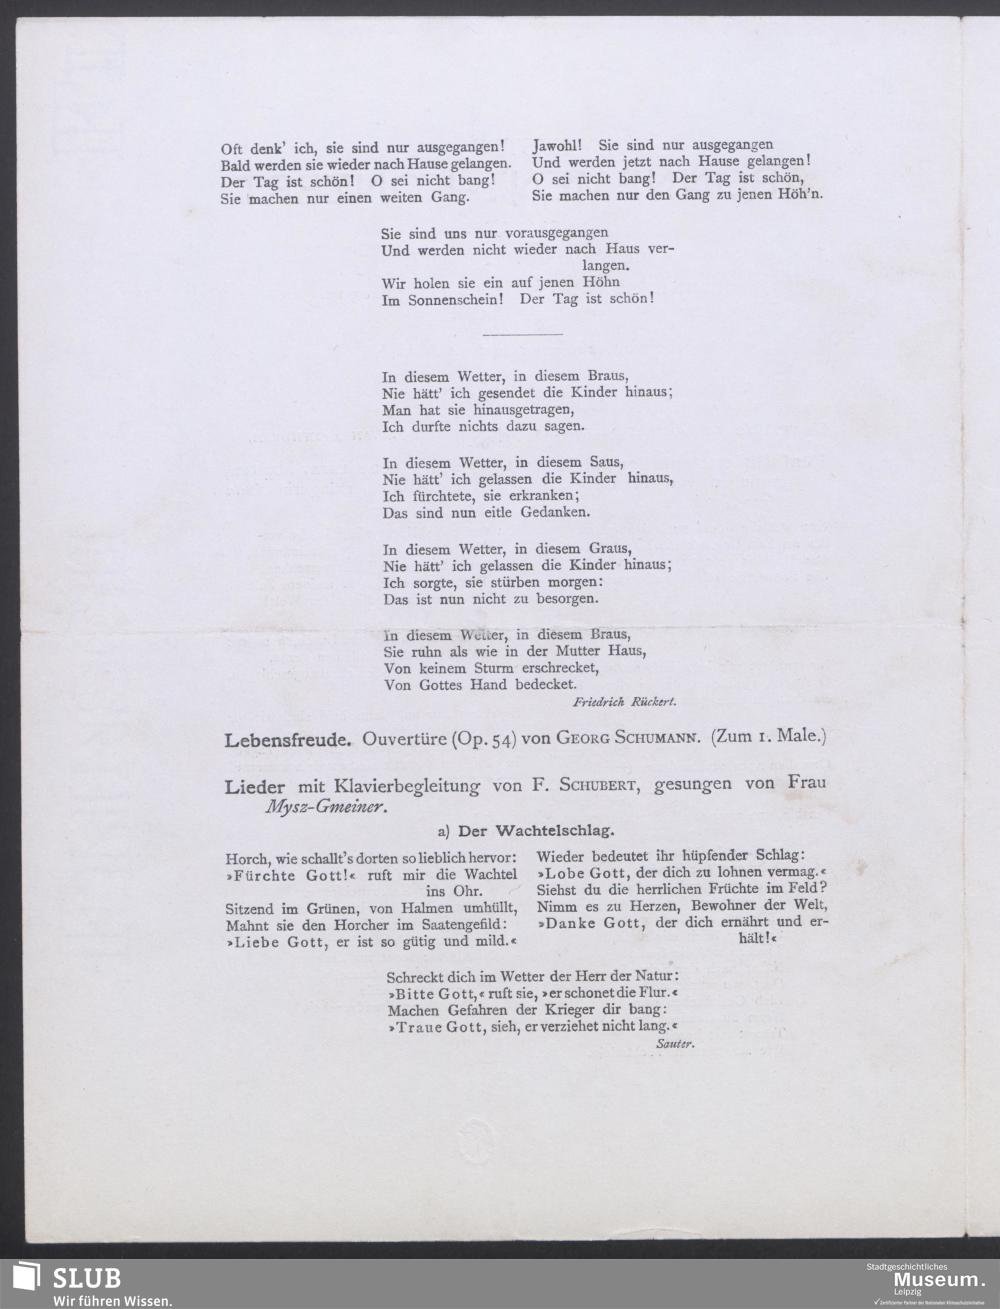 Oft denk' ich, sie sind nur ausgegangen!
Bald werden sie wieder nach Hause gelangen.
Der Tag ist schön! O sei nicht bang!
Sie machen nur einen weiten Gang.
Jawohl! Sie sind nur ausgegangen
Und werden jetzt nach Hause gelangen!
O sei nicht bang! Der Tag ist schön,
Sie machen nur den Gang zu jenen Höh'n.
Sie sind uns nur vorausgegangen
Und werden nicht wieder nach Haus ver-
langen.
Wir holen sie ein auf jenen Höhn
Im Sonnenschein! Der Tag ist schön!
In diesem Wetter, in diesem Braus,
Nie hätt' ich gesendet die Kinder hinaus;
Man hat sie hinausgetragen,
Ich durfte nichts dazu sagen.
In diesem Wetter, in diesem Saus,
Nie hätt' ich gelassen die Kinder hinaus,
Ich fürchtete, sie erkranken;
Das sind nun eitle Gedanken.
In diesem Wetter, in diesem Graus,
Nie hätt' ich gelassen die Kinder hinaus;
Ich sorgte, sie stürben morgen:
Das ist nun nicht zu besorgen.
In diesem Wetter, in diesem Braus,
Sie ruhn als wie in der Mutter Haus,
Von keinem Sturm erschrecket,
Von Gottes Hand bedecket.
Friedrich Rückert.
Lebensfreude. Ouvertüre (Op. 54) von Georg Schumann. (Zum 1. Male.)
Lieder mit Klavierbegleitung von F. Schubert, gesungen von Frau
Mysz-Gmeiner.
a) Der Wachtelschlag.
Horch, wie schallt's dorten so lieblich hervor:
»Fürchte Gott!« ruft mir die Wachtel
ins Ohr.
Sitzend im Grünen, von Halmen umhüllt,
Mahnt sie den Horcher im Saatengefild:
»Liebe Gott, er ist so gütig und mild.«
Wieder bedeutet ihr hüpfender Schlag:
»Lobe Gott, der dich zu lohnen vermag.«
Siehst du die herrlichen Früchte im Feld?
Nimm es zu Herzen, Bewohner der Welt,
»Danke Gott, der dich ernährt und er-
hält!«
Schreckt dich im Wetter der Herr der Natur:
»Bitte Gott,« ruft sie, »er schonet die Flur.«
Machen Gefahren der Krieger dir bang:
»Traue Gott, sieh, er verziehet nicht lang.«
Sauter.
SLUB
Wir führen Wissen.
Stadtgeschichtliches
Museum.
Leipzig
✓ Zertifizierter Partner der Nationalen Klimaschutzinitiative